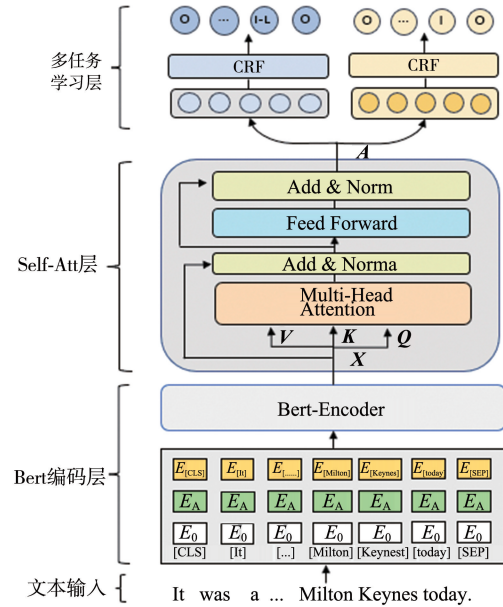 O ... I-L O O ... I O
多任务
学习层
CRF CRF
A
Add & Norm
Feed Forward
Self-Att层
Add & Norma
Multi-Head
Attention
V K Q
X
Bert-Encoder
Bert编码层
E[CLS] E[It] E[......] E[Milton] E[Keynes] E[today] E[SEP]
EA EA EA EA EA EA EA
E0 E0 E0 E0 E0 E0 E0
[CLS] [It] [...] [Milton] [Keynest] [today] [SEP]
文本输入 It was a ... Milton Keynes today.